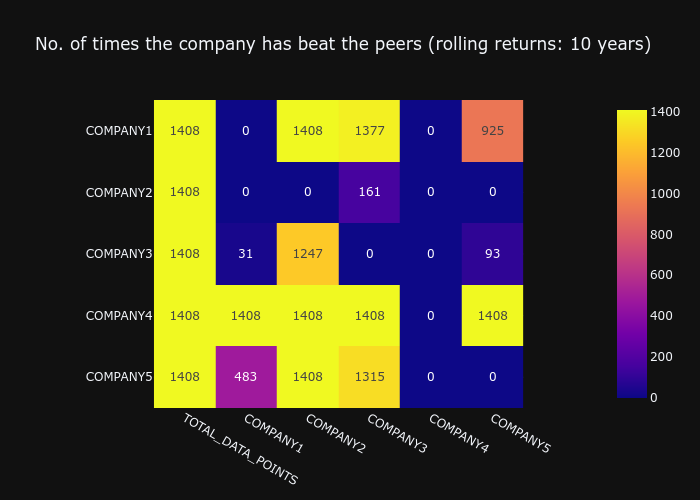 No. of times the company has beat the peers (rolling returns: 10 years)
COMPANY1 1408 0 1408 1377 0 925
COMPANY2 1408 0 0 161 0 0
COMPANY3 1408 31 1247 0 0 93
COMPANY4 1408 1408 1408 1408 0 1408
COMPANY5 1408 483 1408 1315 0 0
TOTAL_DATA_POINTS COMPANY1 COMPANY2 COMPANY3 COMPANY4 COMPANY5
1400
1200
1000
800
600
400
200
0